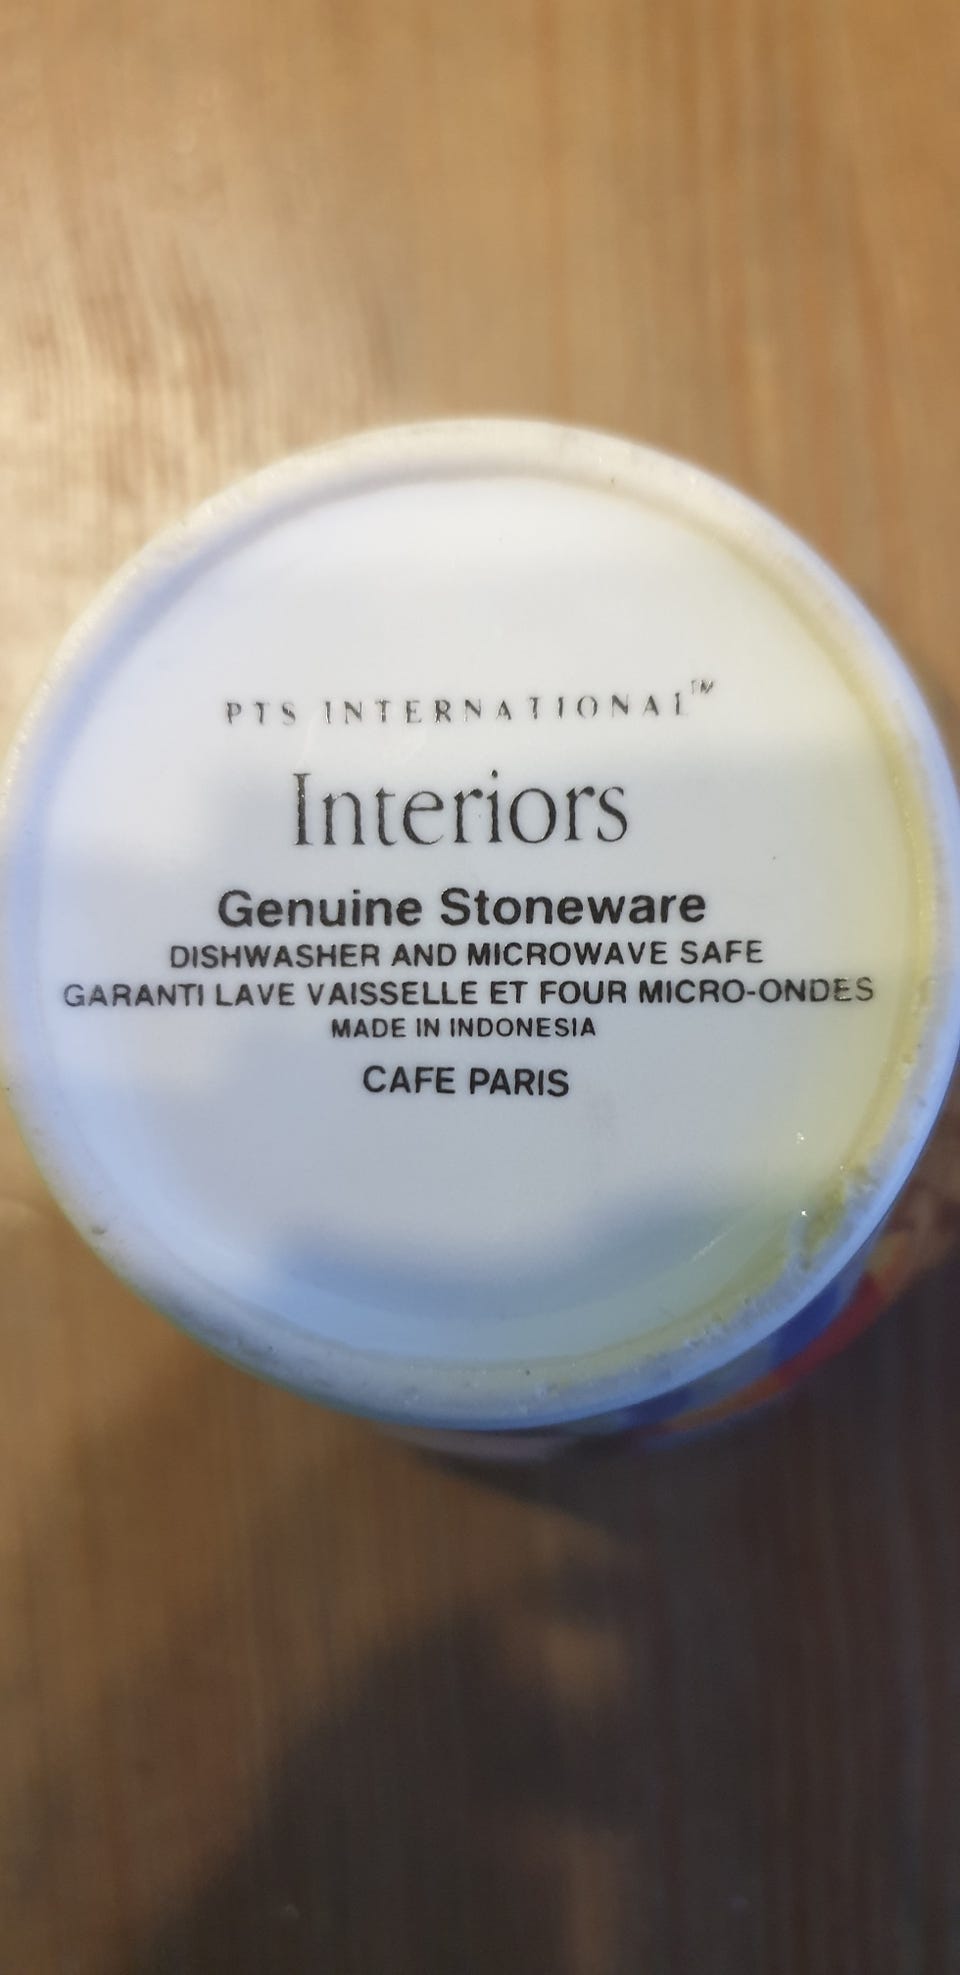 PTS INTERNATIONAL™
Interiors
Genuine Stoneware
DISHWASHER AND MICROWAVE SAFE
GARANTI LAVE VAISSELLE ET FOUR MICRO-ONDES
MADE IN INDONESIA
CAFE PARIS